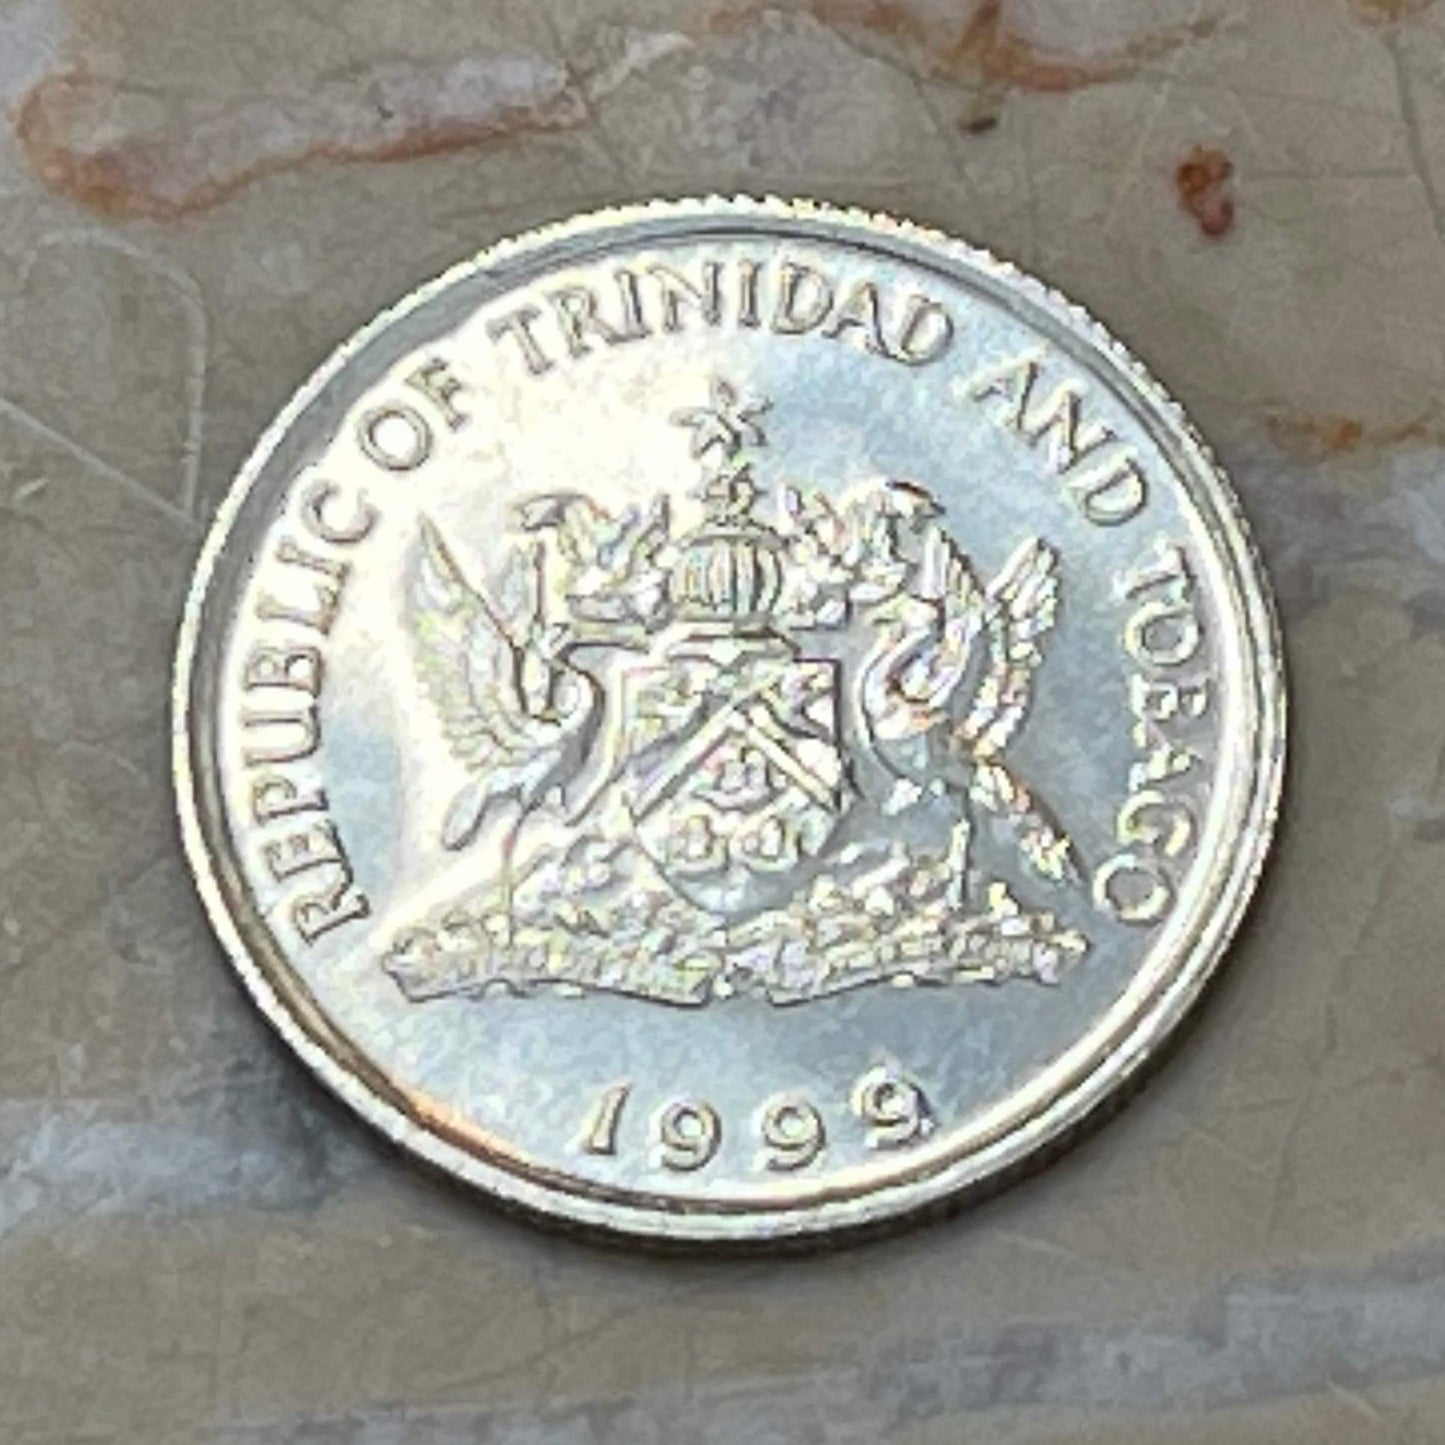 REPUBLIC OF TRINIDAD AND TOBAGO
1999